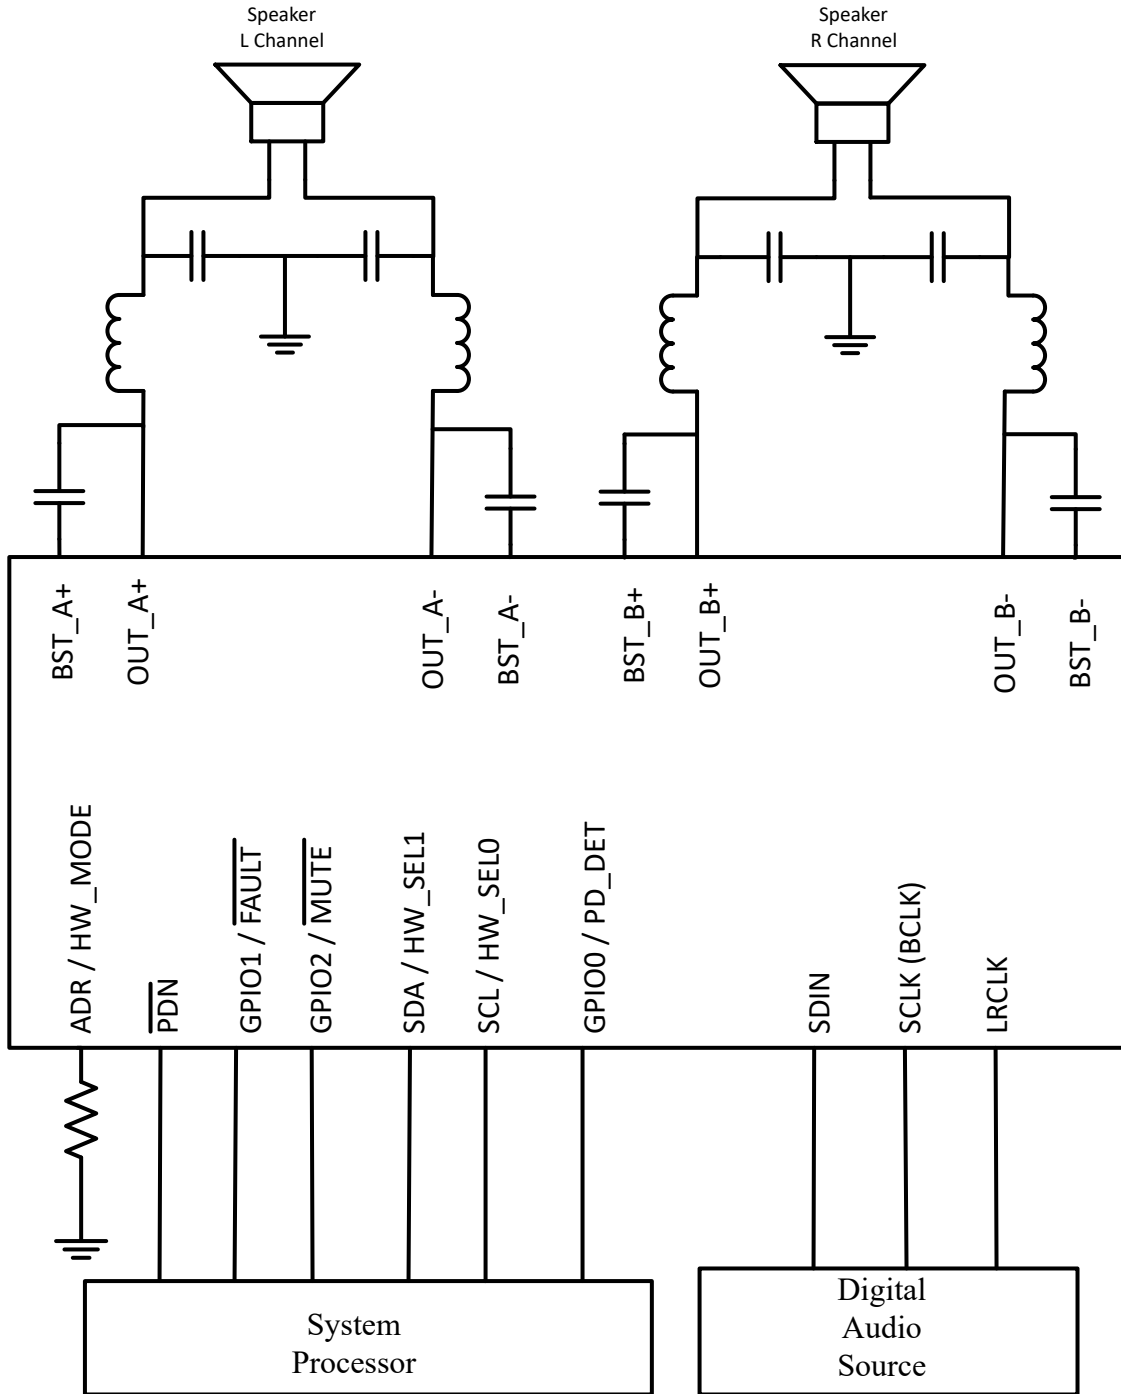 Speaker
L Channel
Speaker
R Channel
BST_A+
OUT_A+
OUT_A-
BST_A-
BST_B+
OUT_B+
OUT_B-
BST_B-
ADR / HW_MODE
PDN
GPIO1 / FAULT
GPIO2 / MUTE
SDA / HW_SEL1
SCL / HW_SEL0
GPIO0 / PD_DET
SDIN
SCLK (BCLK)
LRCLK
System
Processor
Digital
Audio
Source